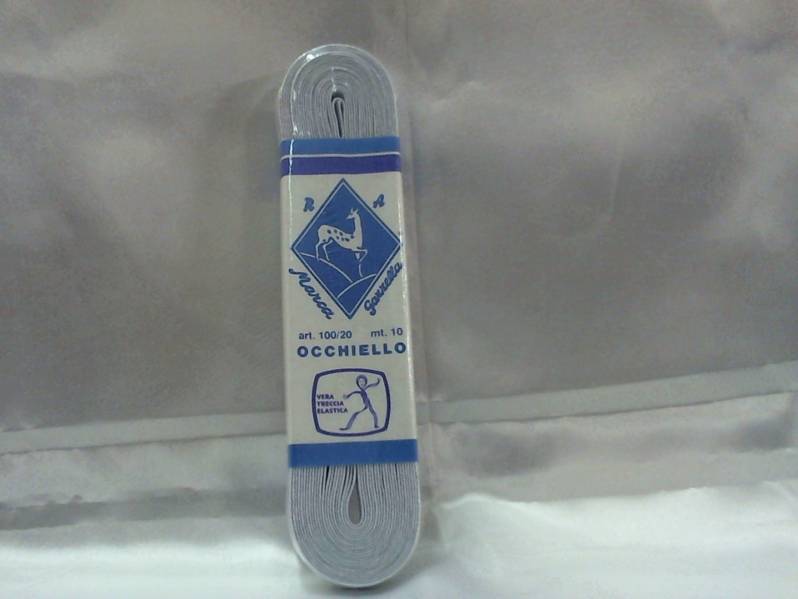 R A
Marca gazzella
art. 100/20 mt. 10
OCCHIELLO
VERA
TRECCIA
ELASTICA